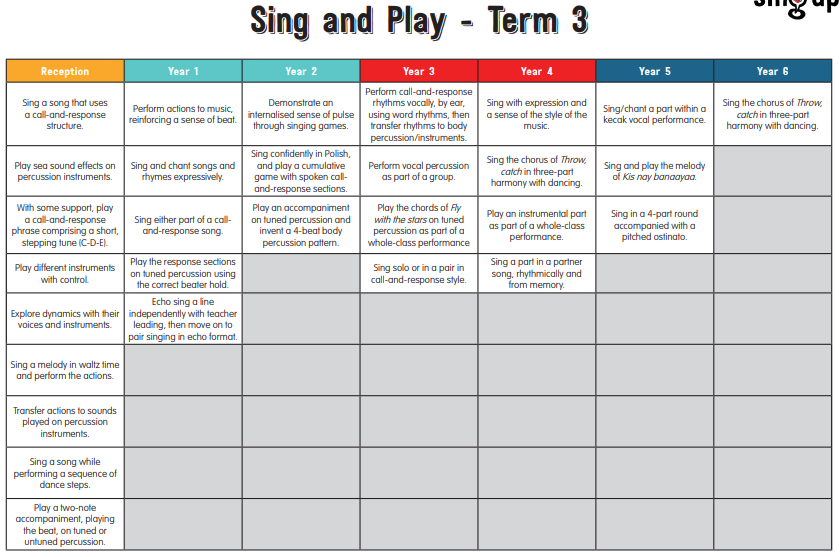 Sing and Play - Term 3
Reception
Year 1
Year 2
Year 3
Year 4
Year 5
Year 6
Sing a song that uses
a call-and-response
structure.
Perform actions to music,
reinforcing a sense of beat.
Demonstrate an
internalised sense of pulse
through singing games.
Perform call-and-response
rhythms vocally, by ear,
using word rhythms, then
transfer rhythms to body
percussion/instruments.
Sing with expression and
a sense of the style of the
music.
Sing/chant a part within a
kecak vocal performance.
Sing the chorus of Throw,
catch in three-part
harmony with dancing.
Play sea sound effects on
percussion instruments.
Sing and chant songs and
rhymes expressively.
Sing confidently in Polish,
and play a cumulative
game with spoken call-
and-response sections.
Perform vocal percussion
as part of a group.
Sing the chorus of Throw,
catch in three-part
harmony with dancing.
Sing and play the melody
of Kis nay banaayaa.
With some support, play
a call-and-response
phrase comprising a short,
stepping tune (C-D-E).
Sing either part of a call-
and-response song.
Play an accompaniment
on tuned percussion and
invent a 4-beat body
percussion pattern.
Play the chords of Fly
with the stars on tuned
percussion as part of a
whole-class performance
Play an instrumental part
as part of a whole-class
performance.
Sing in a 4-part round
accompanied with a
pitched ostinato.
Play different instruments
with control.
Play the response sections
on tuned percussion using
the correct beater hold.
Sing solo or in a pair in
call-and-response style.
Sing a part in a partner
song, rhythmically and
from memory.
Explore dynamics with their
voices and instruments.
Echo sing a line
independently with teacher
leading, then move on to
pair singing in echo format.
Sing a melody in waltz time
and perform the actions.
Transfer actions to sounds
played on percussion
instruments.
Sing a song while
performing a sequence of
dance steps.
Play a two-note
accompaniment, playing
the beat, on tuned or
untuned percussion.